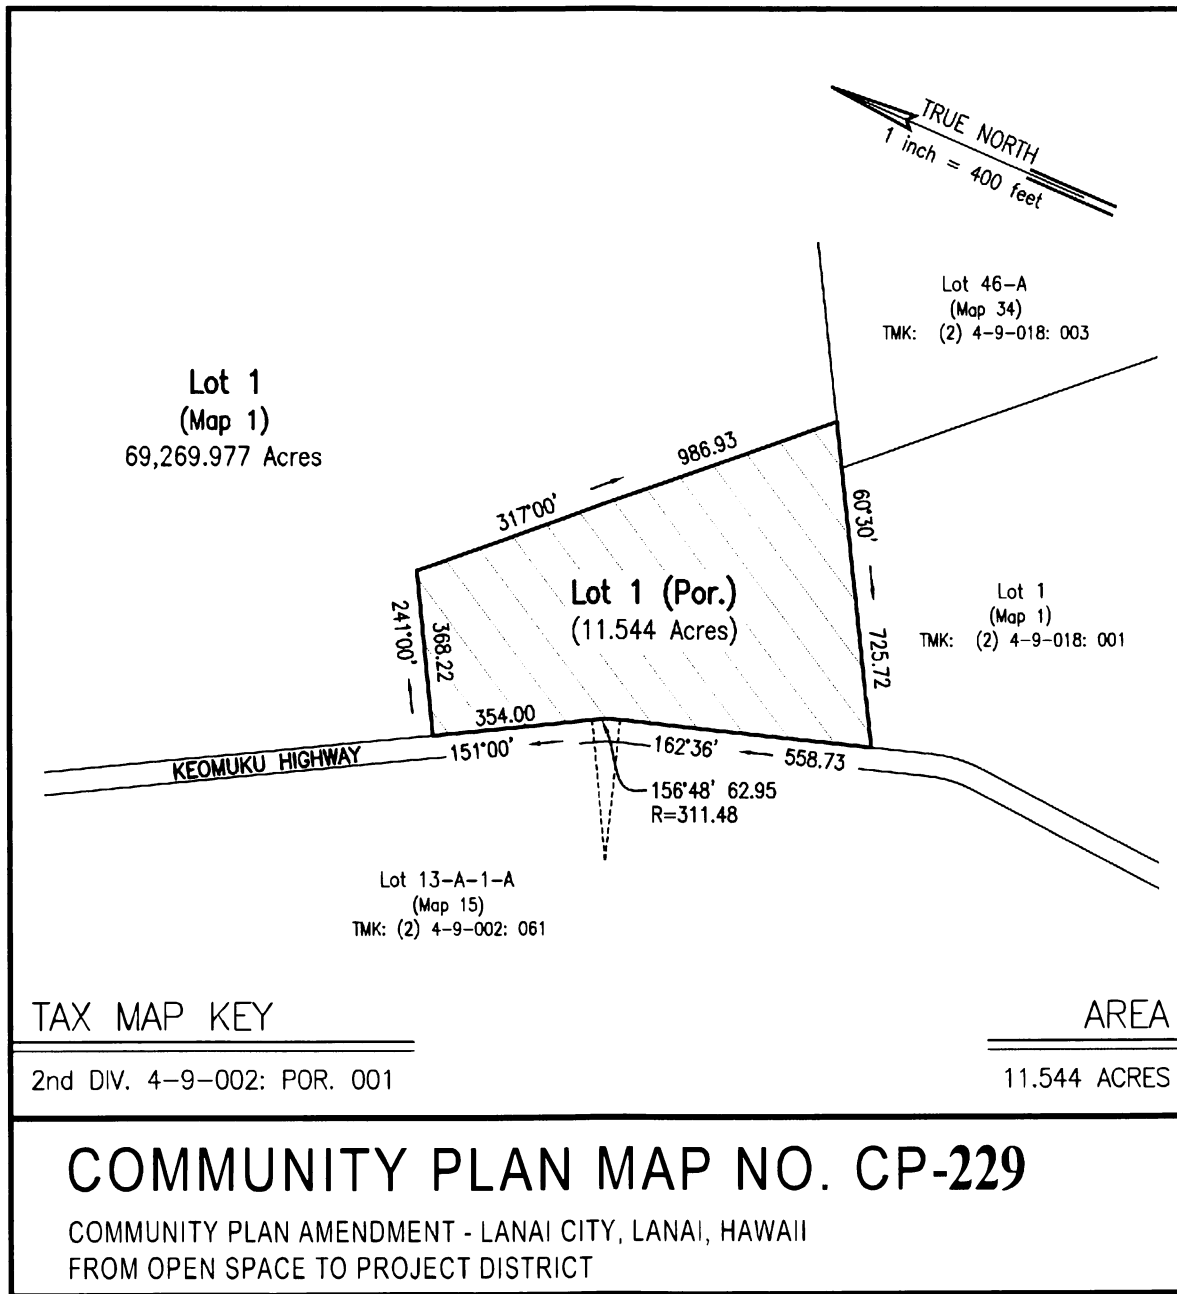 TRUE NORTH
1 inch = 400 feet
Lot 46-A
(Map 34)
TMK: (2) 4-9-018: 003
Lot 1
(Map 1)
69,269.977 Acres
986.93
317°00'
60°30'
Lot 1 (Por.)
(11.544 Acres)
Lot 1
(Map 1)
TMK: (2) 4-9-018: 001
241°00'
368.22
725.72
354.00
KEOMUKU HIGHWAY
151°00'
162°36'
558.73
156°48' 62.95
R=311.48
Lot 13-A-1-A
(Map 15)
TMK: (2) 4-9-002: 061
TAX MAP KEY
2nd DIV. 4-9-002: POR. 001
AREA
11.544 ACRES
COMMUNITY PLAN MAP NO. CP-229
COMMUNITY PLAN AMENDMENT - LANAI CITY, LANAI, HAWAII
FROM OPEN SPACE TO PROJECT DISTRICT